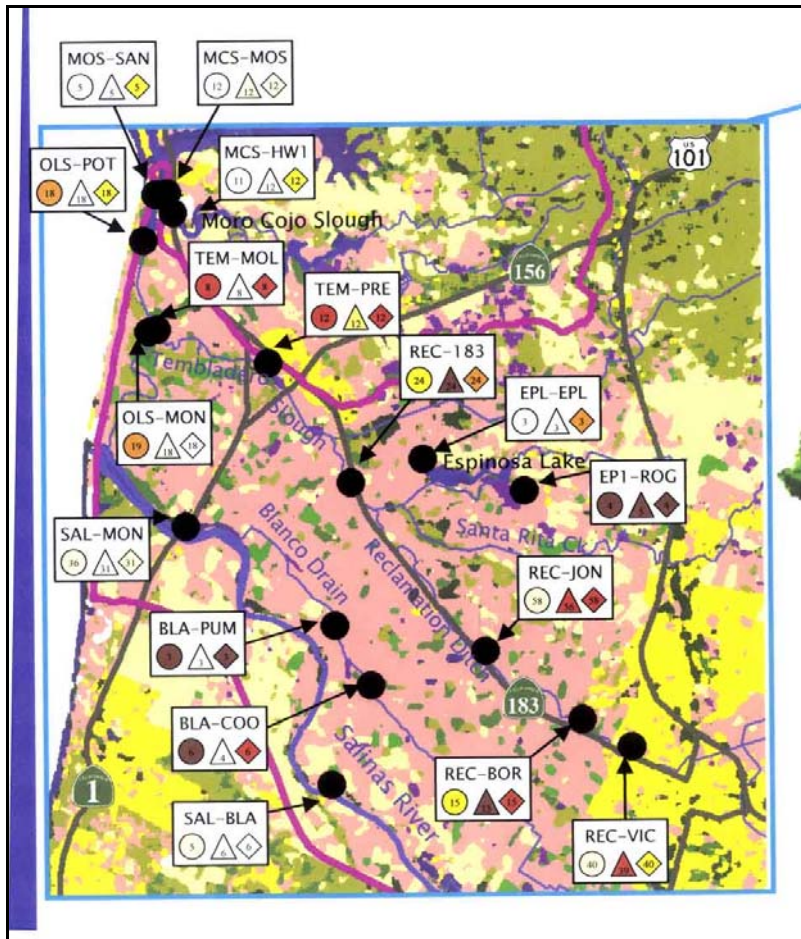 MOS-SAN
5 5 5
MCS-MOS
12 12 12
OLS-POT
18 18 18
MCS-HW1
11 12 12
US
101
Moro Cojo Slough
TEM-MOL
8 8 8
TEM-PRE
12 12 12
156
REC-183
24 24 24
Tembladero
Slough
EPL-EPL
3 3 3
OLS-MON
19 18 18
Espinosa Lake
EP1-ROG
4 4
SAL-MON
36 31 31
Blanco Drain
Santa Rita Ck
Reclamation Ditch
REC-JON
58 56 58
BLA-PUM
3 3 3
BLA-COO
6 4 6
183
Salinas River
REC-BOR
15 15
1
SAL-BLA
5 6 6
REC-VIC
40 39 40